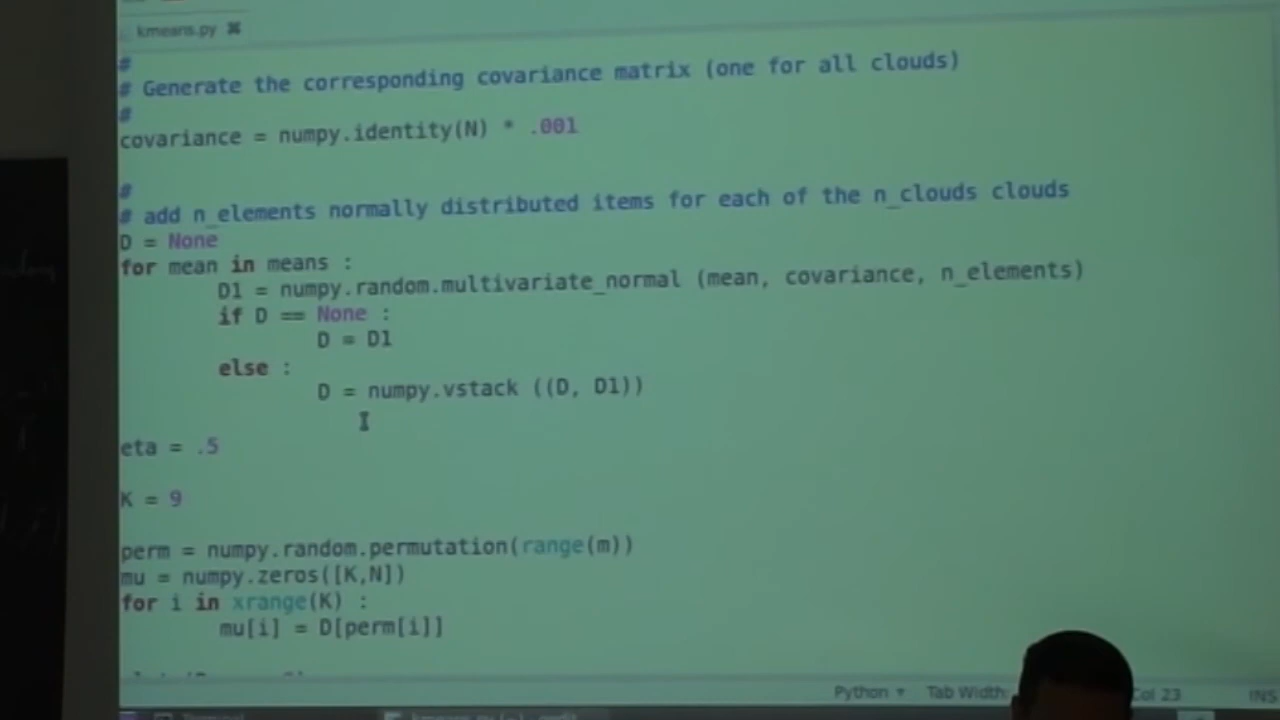 kmeans.py ✖
#
# Generate the corresponding covariance matrix (one for all clouds)
#
covariance = numpy.identity(N) * .001
#
# add n_elements normally distributed items for each of the n_clouds clouds
D = None
for mean in means :
D1 = numpy.random.multivariate_normal (mean, covariance, n_elements)
if D == None :
D = D1
else :
D = numpy.vstack ((D, D1))
eta = .5
K = 9
perm = numpy.random.permutation(range(m))
mu = numpy.zeros([K,N])
for i in xrange(K) :
mu[i] = D[perm[i]]
Python ▾ Tab Width: Col 23 INS